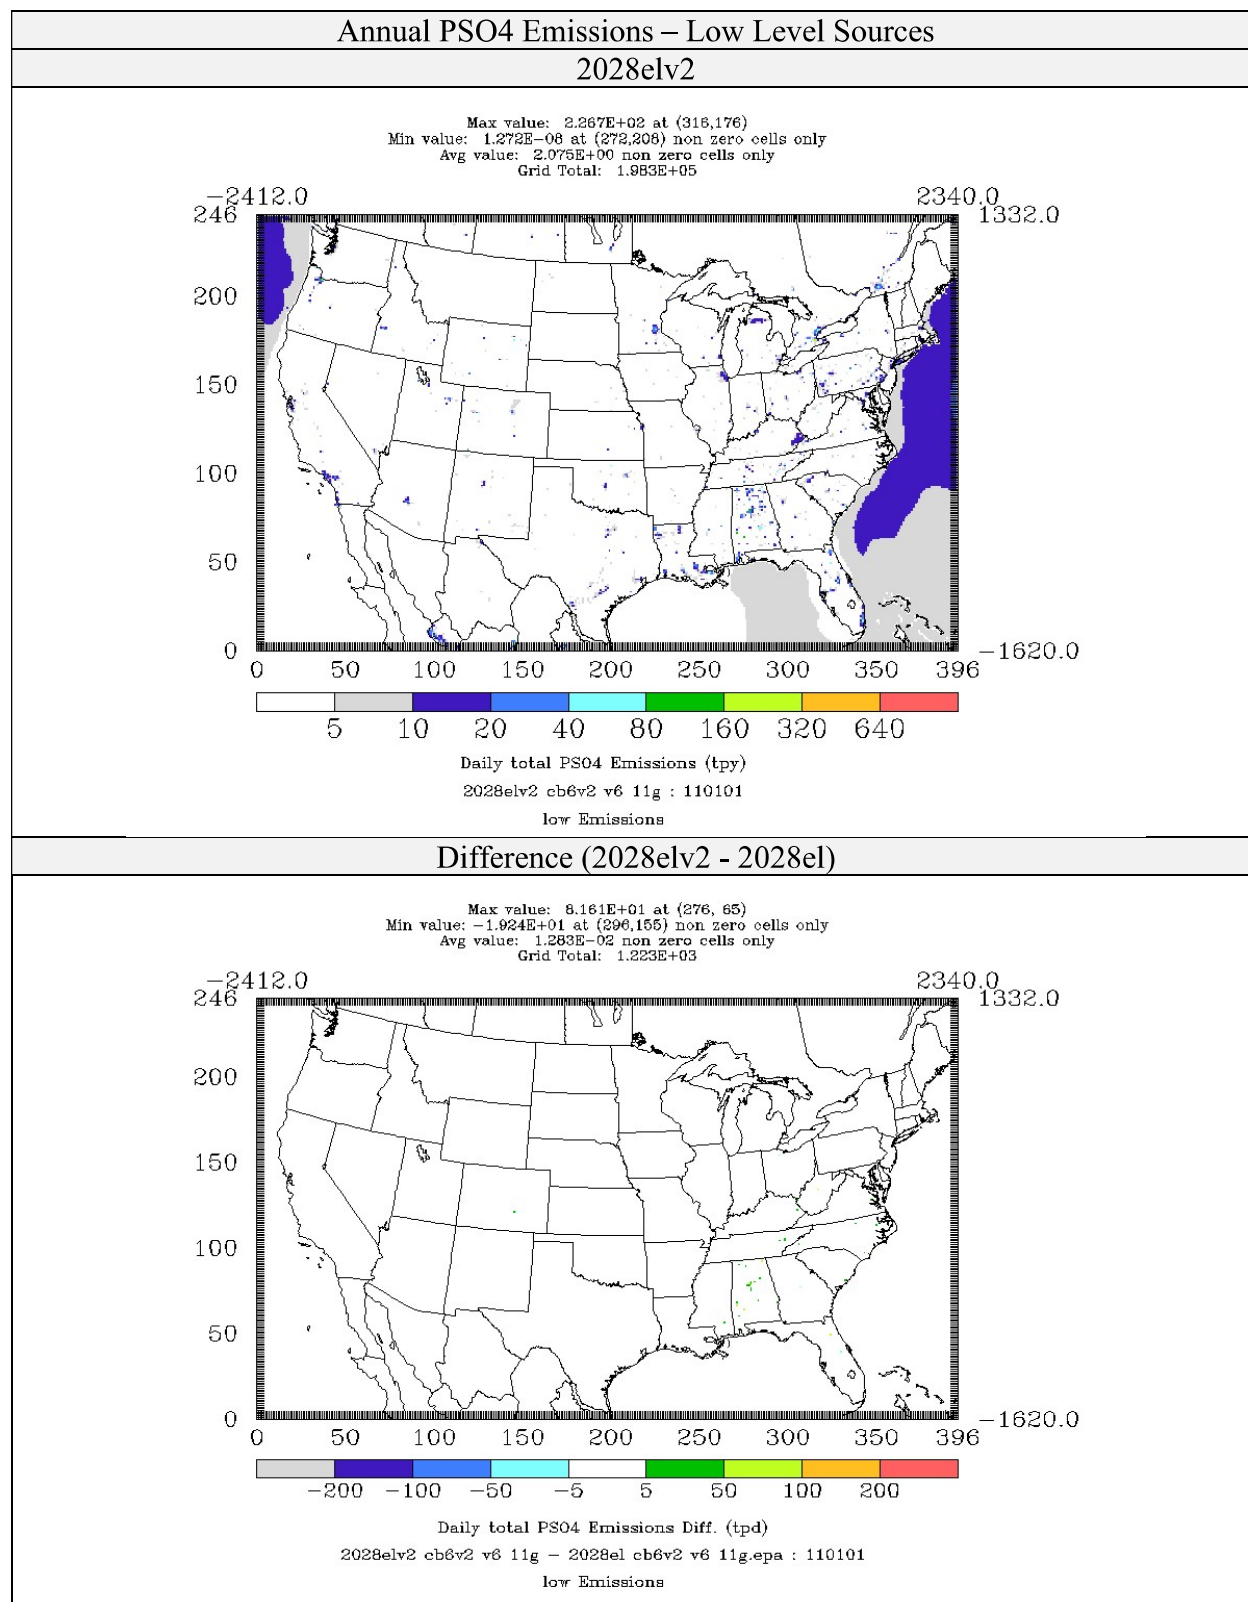 Annual PSO4 Emissions – Low Level Sources
2028elv2
Max value: 2.267E+02 at (316,176)
Min value: 1.272E−08 at (272,208) non zero cells only
Avg value: 2.075E+00 non zero cells only
Grid Total: 1.983E+05
−2412.0 2340.0
246 1332.0
200
150
100
50
0 −1620.0
0 50 100 150 200 250 300 350 396
5 10 20 40 80 160 320 640
Daily total PSO4 Emissions (tpy)
2028elv2 cb6v2 v6 11g : 110101
low Emissions
Difference (2028elv2 - 2028el)
Max value: 8.161E+01 at (276, 65)
Min value: −1.924E+01 at (296,155) non zero cells only
Avg value: 1.283E−02 non zero cells only
Grid Total: 1.223E+03
−2412.0 2340.0
246 1332.0
200
150
100
50
0 −1620.0
0 50 100 150 200 250 300 350 396
−200 −100 −50 −5 5 50 100 200
Daily total PSO4 Emissions Diff. (tpd)
2028elv2 cb6v2 v6 11g − 2028el cb6v2 v6 11g.epa : 110101
low Emissions